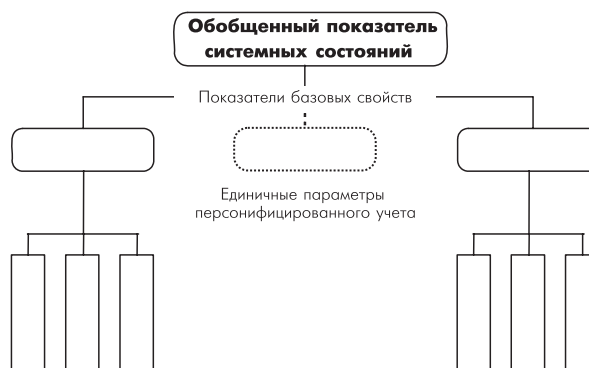 Обобщенный показатель
системных состояний
Показатели базовых свойств
Единичные параметры
персонифицированного учета